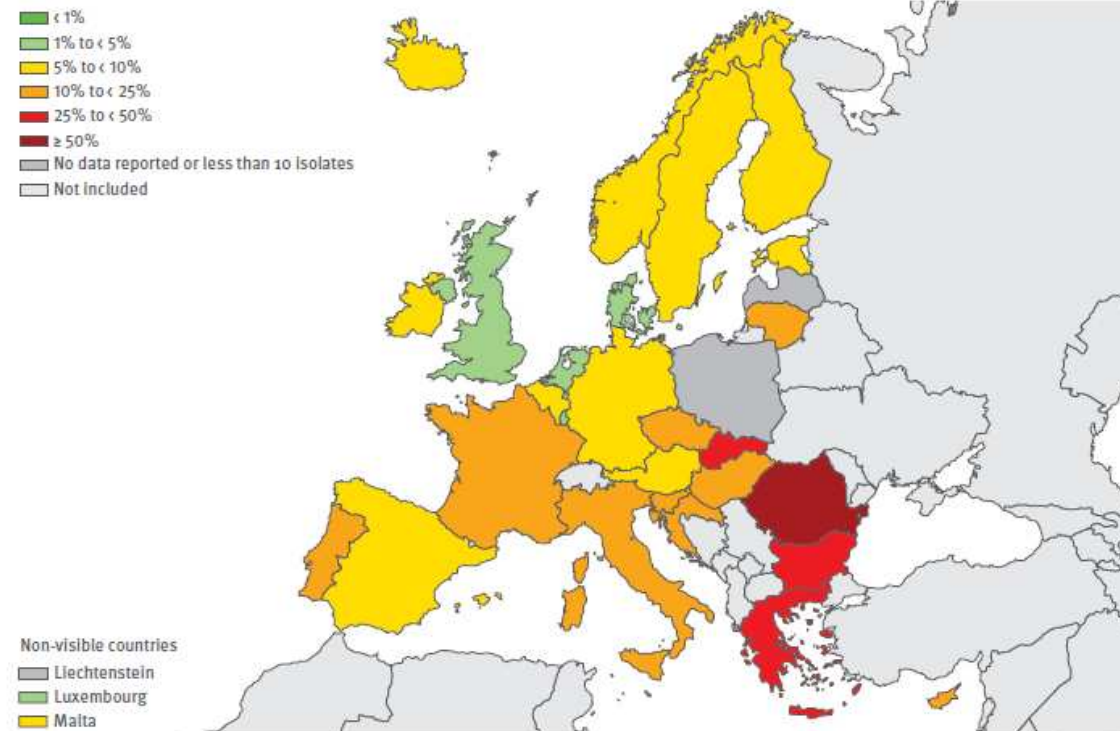 < 1%
1% to < 5%
5% to < 10%
10% to < 25%
25% to < 50%
≥ 50%
No data reported or less than 10 isolates
Not included
Non-visible countries
Liechtenstein
Luxembourg
Malta